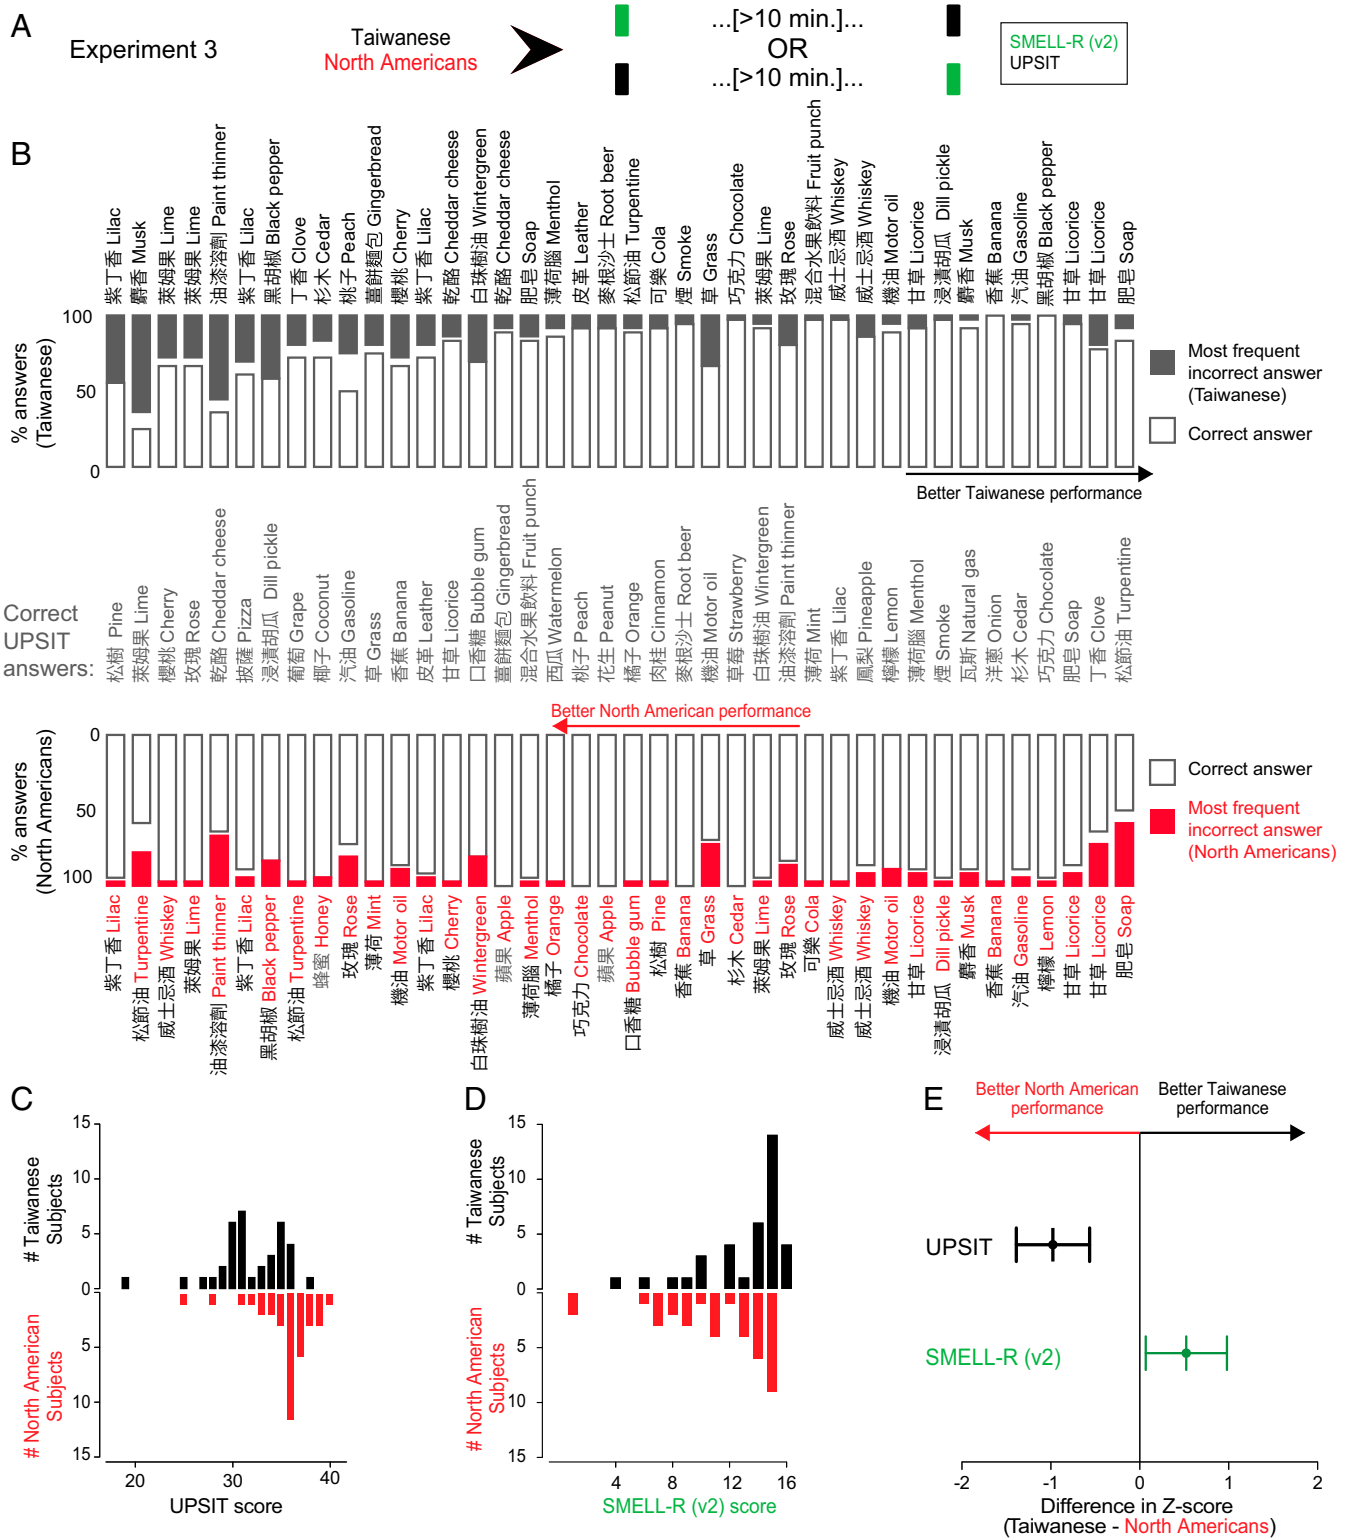 A
Experiment 3
Taiwanese
North Americans
...[>10 min.]...
OR
...[>10 min.]...
SMELL-R (v2)
UPSIT
B
紫丁香 Lilac
麝香 Musk
萊姆果 Lime
萊姆果 Lime
油漆溶劑 Paint thinner
紫丁香 Lilac
黑胡椒 Black pepper
丁香 Clove
杉木 Cedar
桃子 Peach
薑餅麵包 Gingerbread
櫻桃 Cherry
紫丁香 Lilac
乾酪 Cheddar cheese
白珠樹油 Wintergreen
乾酪 Cheddar cheese
肥皂 Soap
薄荷腦 Menthol
皮革 Leather
麥根沙士 Root beer
松節油 Turpentine
可樂 Cola
煙 Smoke
草 Grass
巧克力 Chocolate
萊姆果 Lime
玫瑰 Rose
混合水果飲料 Fruit punch
威士忌酒 Whiskey
威士忌酒 Whiskey
機油 Motor oil
甘草 Licorice
浸漬胡瓜 Dill pickle
麝香 Musk
香蕉 Banana
汽油 Gasoline
黑胡椒 Black pepper
甘草 Licorice
甘草 Licorice
肥皂 Soap
% answers
(Taiwanese)
100
50
0
Most frequent
incorrect answer
(Taiwanese)
Correct answer
Better Taiwanese performance
Correct
UPSIT
answers:
松樹 Pine
萊姆果 Lime
櫻桃 Cherry
玫瑰 Rose
乾酪 Cheddar cheese
披薩 Pizza
浸漬胡瓜 Dill pickle
葡萄 Grape
椰子 Coconut
汽油 Gasoline
草 Grass
香蕉 Banana
皮革 Leather
甘草 Licorice
口香糖 Bubble gum
薑餅麵包 Gingerbread
混合水果飲料 Fruit punch
西瓜 Watermelon
桃子 Peach
花生 Peanut
橘子 Orange
肉桂 Cinnamon
麥根沙士 Root beer
機油 Motor oil
草莓 Strawberry
白珠樹油 Wintergreen
油漆溶劑 Paint thinner
薄荷 Mint
紫丁香 Lilac
鳳梨 Pineapple
檸檬 Lemon
薄荷腦 Menthol
煙 Smoke
瓦斯 Natural gas
洋蔥 Onion
杉木 Cedar
巧克力 Chocolate
肥皂 Soap
丁香 Clove
松節油 Turpentine
Better North American performance
% answers
(North Americans)
0
50
100
Correct answer
Most frequent
incorrect answer
(North Americans)
紫丁香 Lilac
松節油 Turpentine
威士忌酒 Whiskey
萊姆果 Lime
油漆溶劑 Paint thinner
紫丁香 Lilac
黑胡椒 Black pepper
松節油 Turpentine
蜂蜜 Honey
玫瑰 Rose
薄荷 Mint
機油 Motor oil
紫丁香 Lilac
櫻桃 Cherry
白珠樹油 Wintergreen
蘋果 Apple
薄荷腦 Menthol
橘子 Orange
巧克力 Chocolate
蘋果 Apple
口香糖 Bubble gum
松樹 Pine
香蕉 Banana
草 Grass
杉木 Cedar
萊姆果 Lime
玫瑰 Rose
可樂 Cola
威士忌酒 Whiskey
威士忌酒 Whiskey
機油 Motor oil
甘草 Licorice
浸漬胡瓜 Dill pickle
麝香 Musk
香蕉 Banana
汽油 Gasoline
檸檬 Lemon
甘草 Licorice
甘草 Licorice
肥皂 Soap
C
# Taiwanese
Subjects
15
10
5
0
# North American
Subjects
5
10
15
20
30
40
UPSIT score
D
# Taiwanese
Subjects
15
10
5
0
# North American
Subjects
5
10
15
4
8
12
16
SMELL-R (v2) score
E
Better North American
performance
Better Taiwanese
performance
UPSIT
SMELL-R (v2)
-2
-1
0
1
2
Difference in Z-score
(Taiwanese - North Americans)